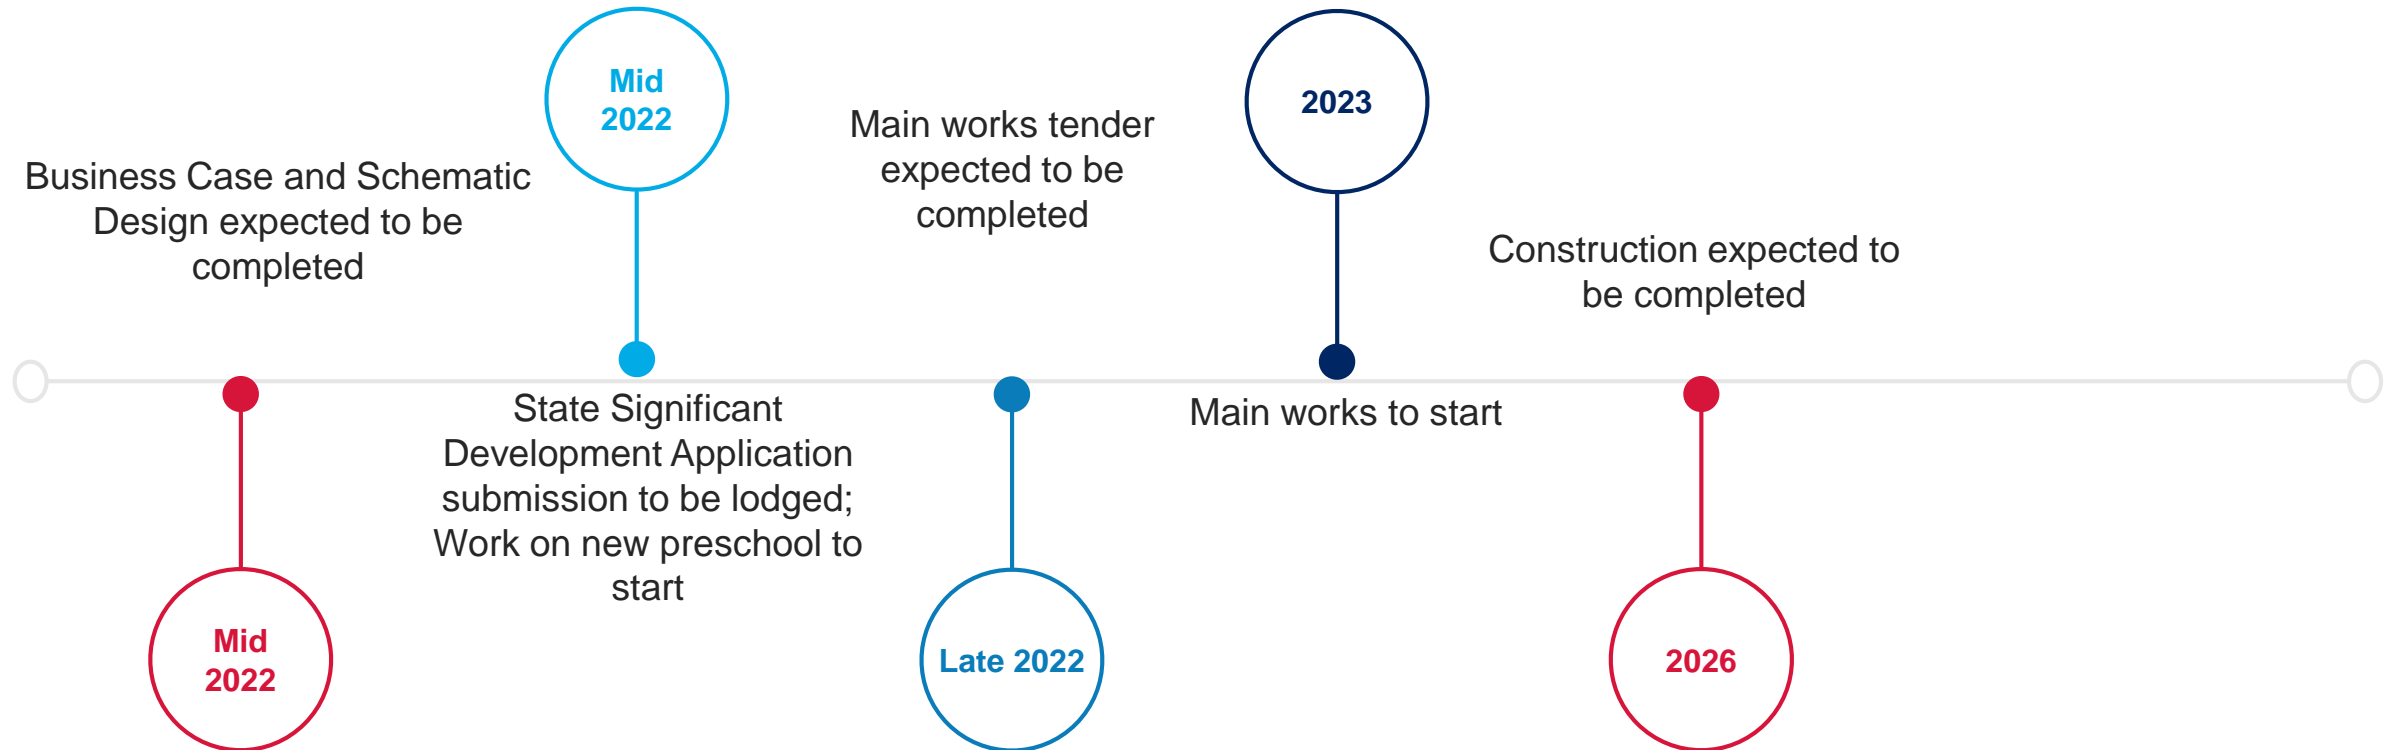 Business Case and Schematic
Design expected to be
completed
Mid
2022
Mid
2022
State Significant
Development Application
submission to be lodged;
Work on new preschool to
start
Main works tender
expected to be
completed
Late 2022
2023
Main works to start
Construction expected to
be completed
2026